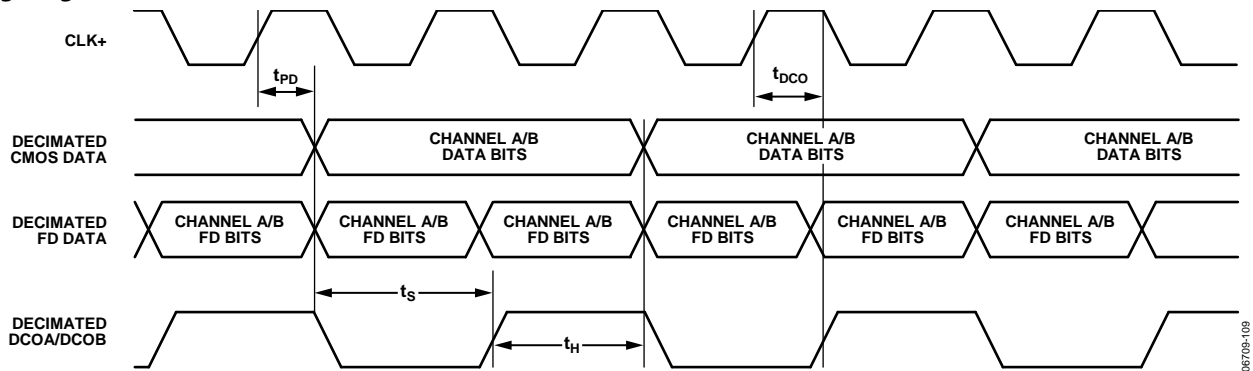 CLK+
tPD
tDCO
DECIMATED
CMOS DATA
CHANNEL A/B
DATA BITS
CHANNEL A/B
DATA BITS
CHANNEL A/B
DATA BITS
DECIMATED
FD DATA
CHANNEL A/B
FD BITS
CHANNEL A/B
FD BITS
CHANNEL A/B
FD BITS
CHANNEL A/B
FD BITS
CHANNEL A/B
FD BITS
CHANNEL A/B
FD BITS
tS
DECIMATED
DCOA/DCOB
tH
06709-109